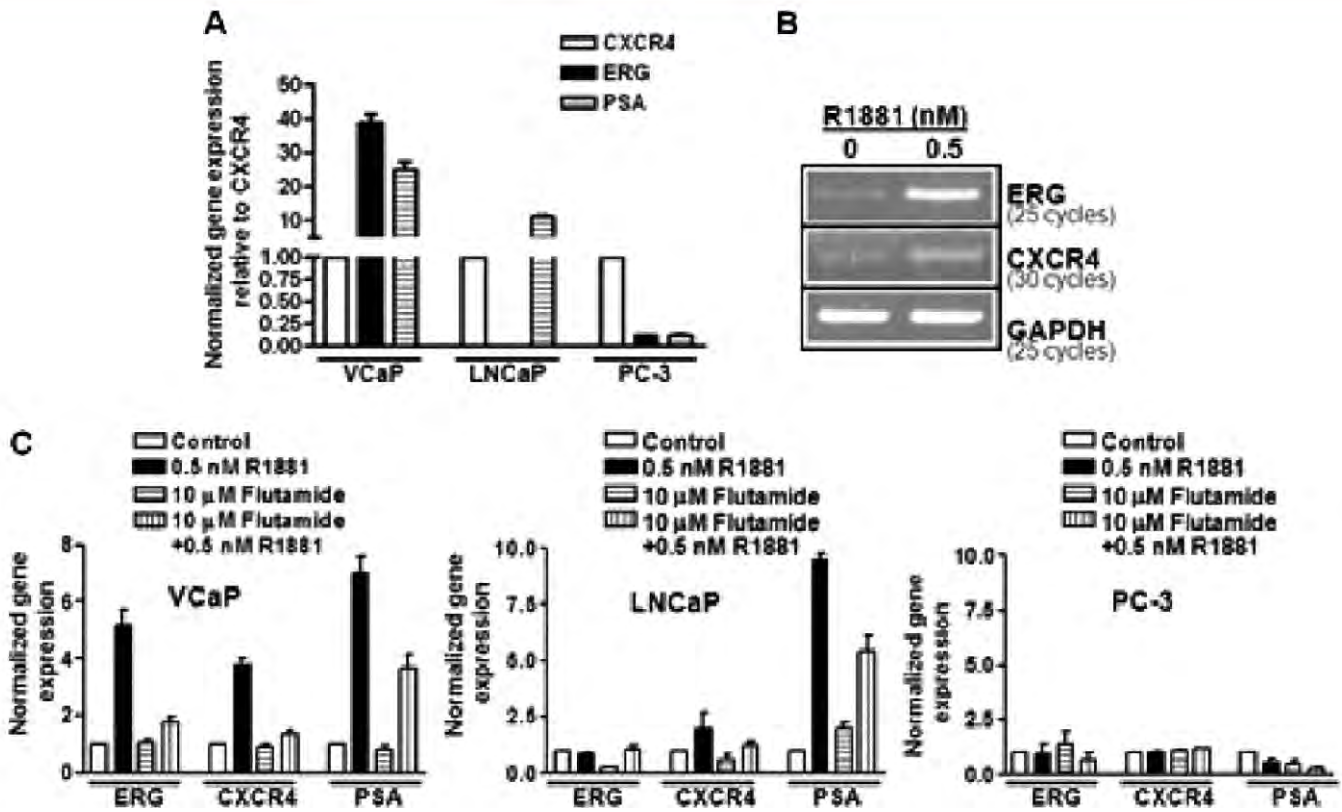 A
CXCR4
ERG
PSA
Normalized gene expression
relative to CXCR4
50
40
30
20
10
1.00
0.75
0.50
0.25
0.00
VCaP
LNCaP
PC-3
B
R1881 (nM)
0 0.5
ERG
(25 cycles)
CXCR4
(30 cycles)
GAPDH
(25 cycles)
C
Control
0.5 nM R1881
10 μM Flutamide
10 μM Flutamide
+0.5 nM R1881
Normalized gene
expression
8
6
4
2
0
VCaP
ERG
CXCR4
PSA
Control
0.5 nM R1881
10 μM Flutamide
10 μM Flutamide
+0.5 nM R1881
Normalized gene
expression
10.0
7.5
5.0
2.5
0.0
LNCaP
ERG
CXCR4
PSA
Control
0.5 nM R1881
10 μM Flutamide
10 μM Flutamide
+0.5 nM R1881
Normalized gene
expression
10.0
7.5
5.0
2.5
0.0
PC-3
ERG
CXCR4
PSA